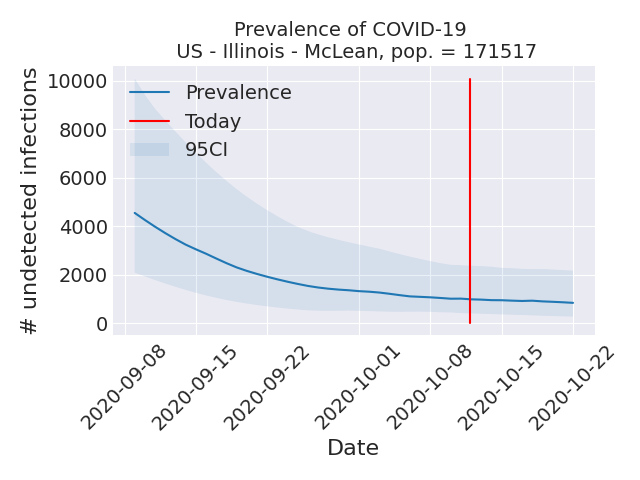 Prevalence of COVID-19
US - Illinois - McLean, pop. = 171517
# undetected infections
10000
8000
6000
4000
2000
0
Prevalence
Today
95CI
2020-09-08
2020-09-15
2020-09-22
2020-10-01
2020-10-08
2020-10-15
2020-10-22
Date